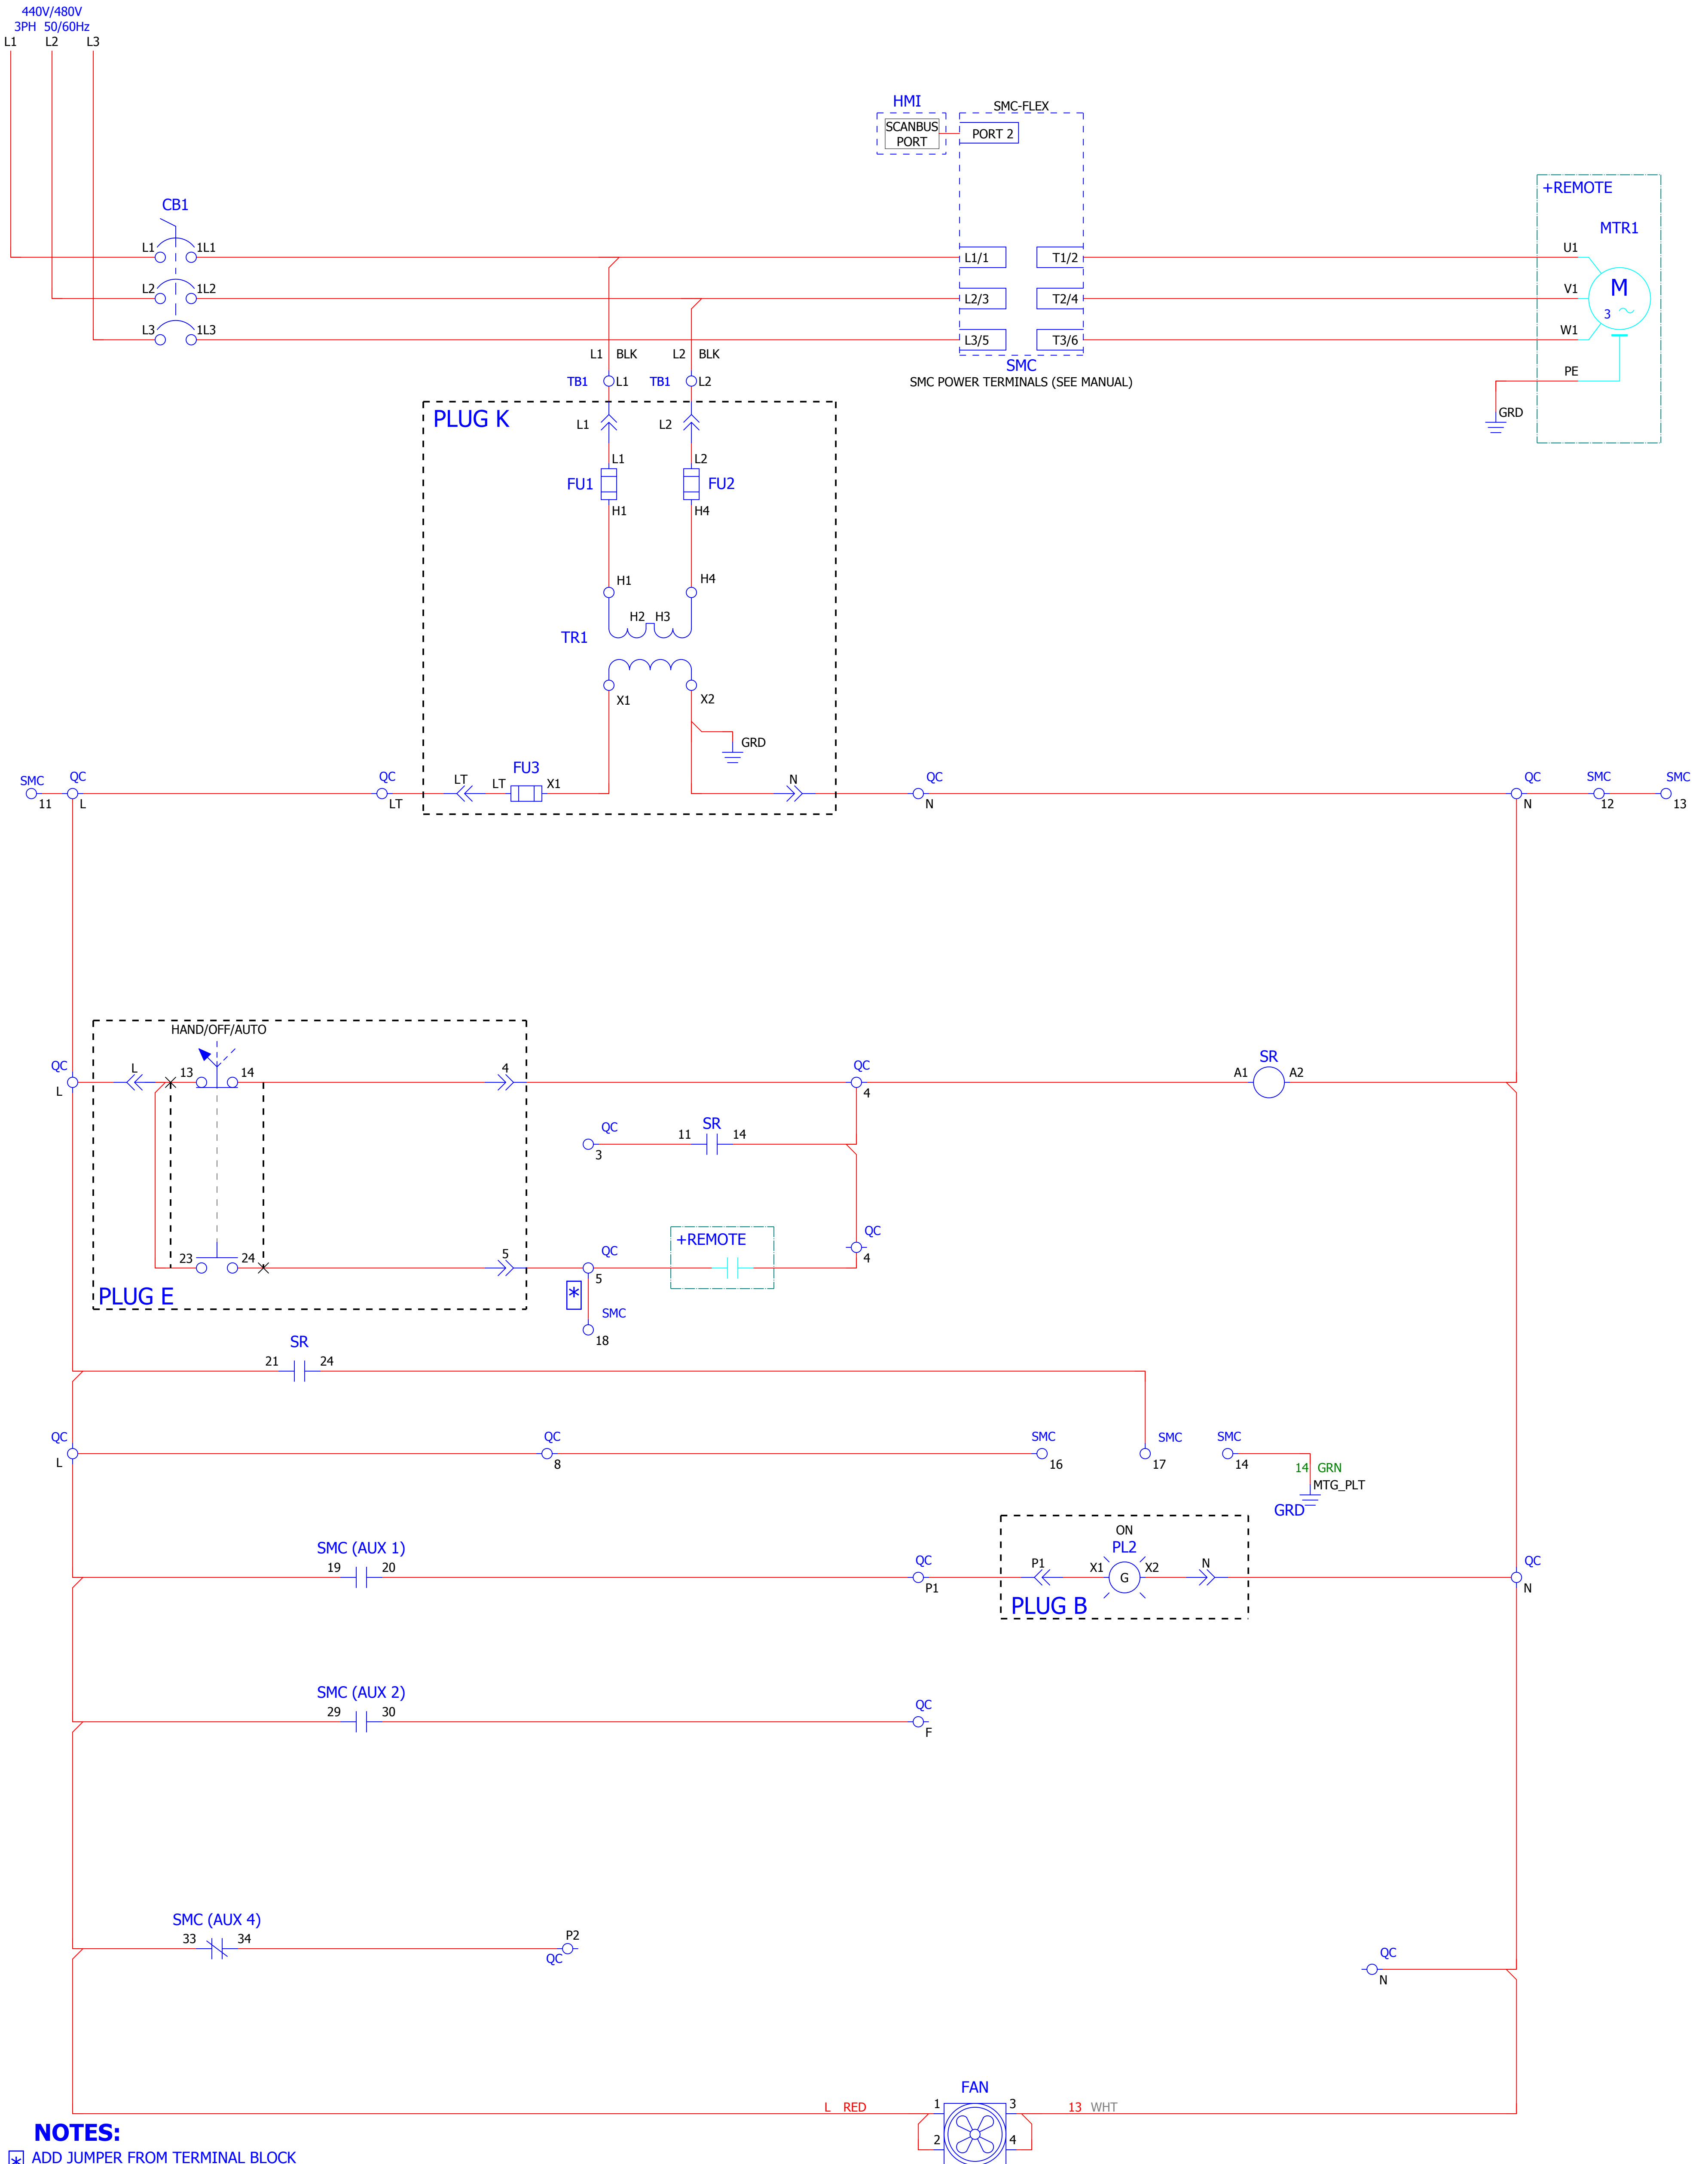 440V/480V
3PH 50/60Hz
L1 L2 L3
HMI
SMC-FLEX
SCANBUS
PORT
PORT 2
+REMOTE
CB1
MTR1
L1 1L1
L1/1 T1/2
U1
L2 1L2
L2/3 T2/4
V1
M
3
L3 1L3
L3/5 T3/6
W1
L1 BLK L2 BLK
SMC
PE
TB1 L1 TB1 L2
SMC POWER TERMINALS (SEE MANUAL)
PLUG K
L1 L2
GRD
L1 L2
FU1 FU2
H1 H4
H1 H4
H2 H3
TR1
X1 X2
GRD
FU3
SMC QC QC LT LT X1 N QC QC SMC SMC
11 L LT N N 12 13
HAND/OFF/AUTO
QC L 13 14 4 QC A1 SR A2
L 4
QC 11 SR 14
3
QC
+REMOTE
4
23 24 5 QC
5
PLUG E
*
SMC
18
SR
21 24
QC QC SMC SMC SMC
L 8 16 17 14
14 GRN
MTG_PLT
GRD
ON
SMC (AUX 1) PL2
19 20 QC P1 X1 G X2 N QC
P1 N
PLUG B
SMC (AUX 2)
29 30 QC
F
SMC (AUX 4)
33 34 P2
QC
QC
N
FAN
L RED 1 3 13 WHT
2 4
NOTES:
* ADD JUMPER FROM TERMINAL BLOCK